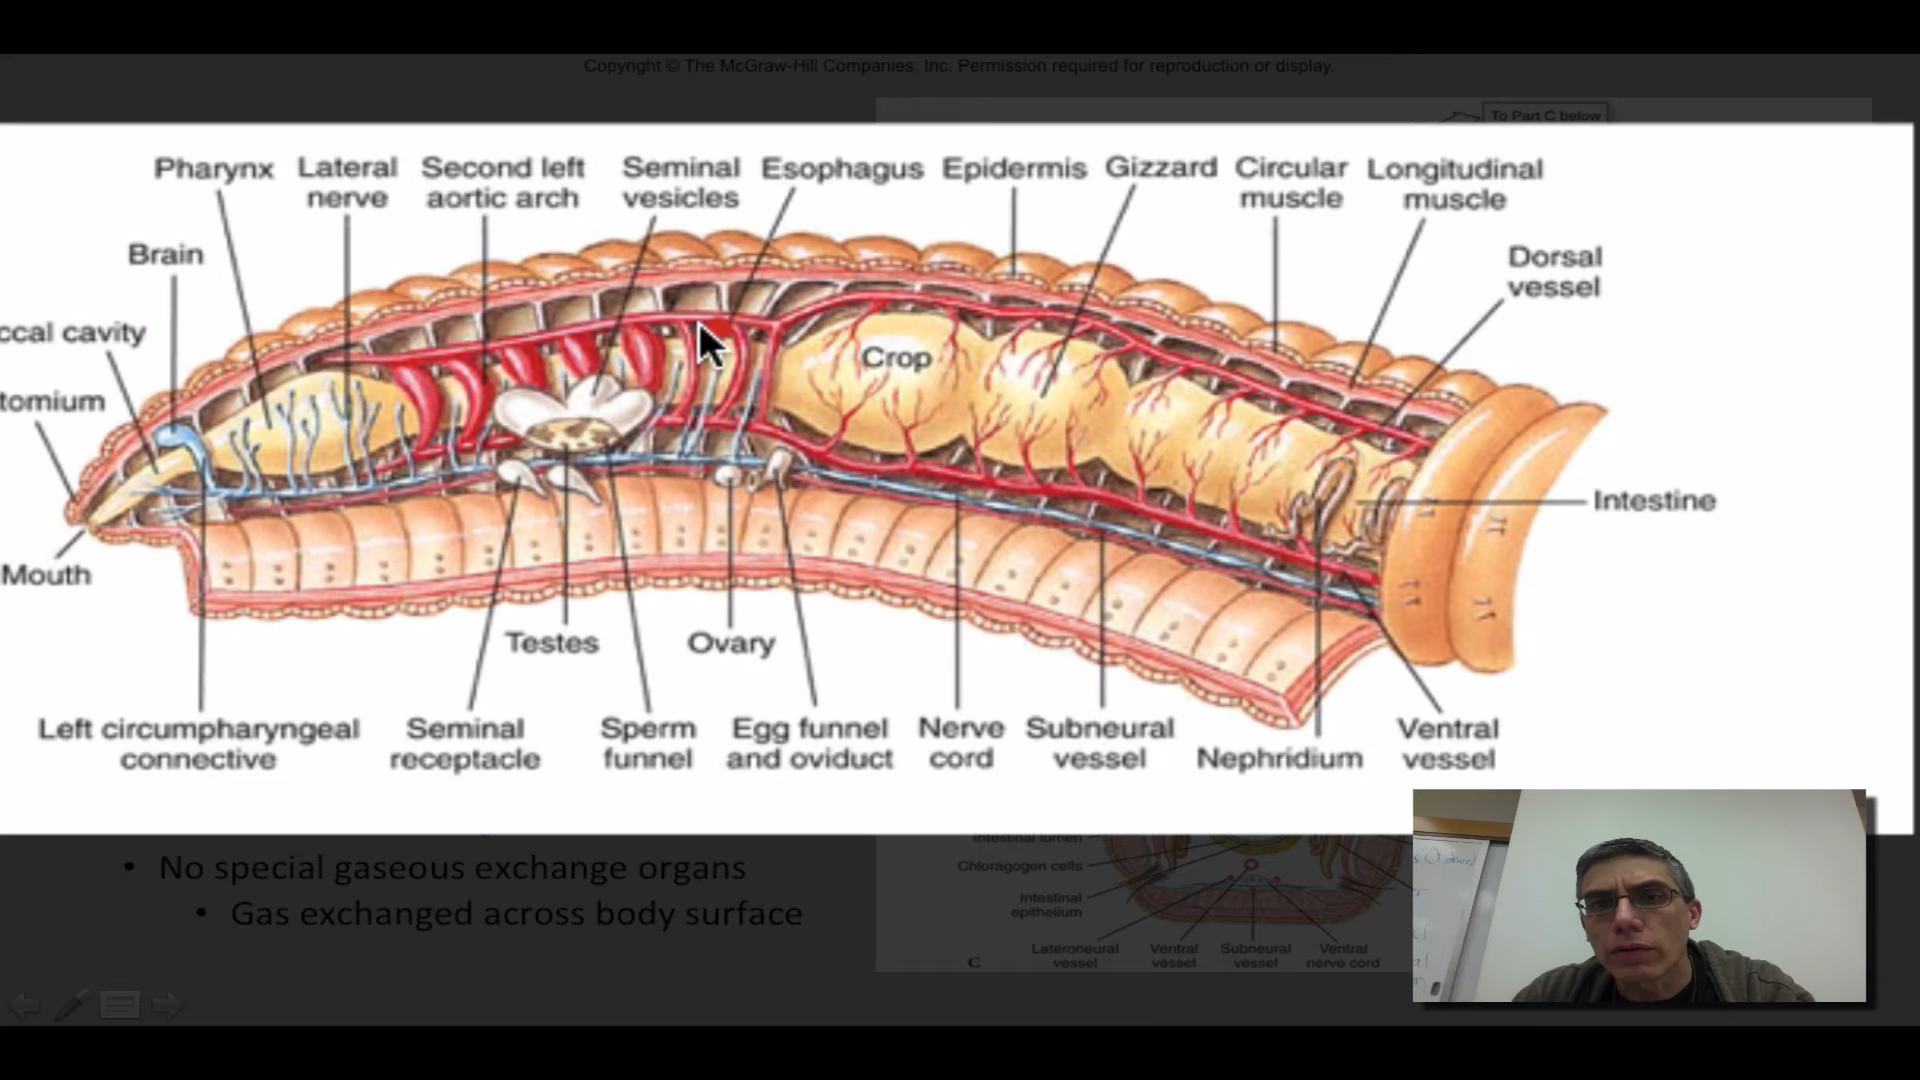 Copyright © The McGraw-Hill Companies, Inc. Permission required for reproduction or display.
To Part C below
Pharynx
Lateral
nerve
Second left
aortic arch
Seminal
vesicles
Esophagus
Epidermis
Gizzard
Circular
muscle
Longitudinal
muscle
Brain
Dorsal
vessel
ccal cavity
Crop
tomium
Intestine
Mouth
Testes
Ovary
Left circumpharyngeal
connective
Seminal
receptacle
Sperm
funnel
Egg funnel
and oviduct
Nerve
cord
Subneural
vessel
Nephridium
Ventral
vessel
Intestinal lumen
• No special gaseous exchange organs
Chloragogen cells
Intestinal
epithelium
• Gas exchanged across body surface
Lateroneural
vessel
Ventral
vessel
Subneural
vessel
Ventral
nerve cord
C